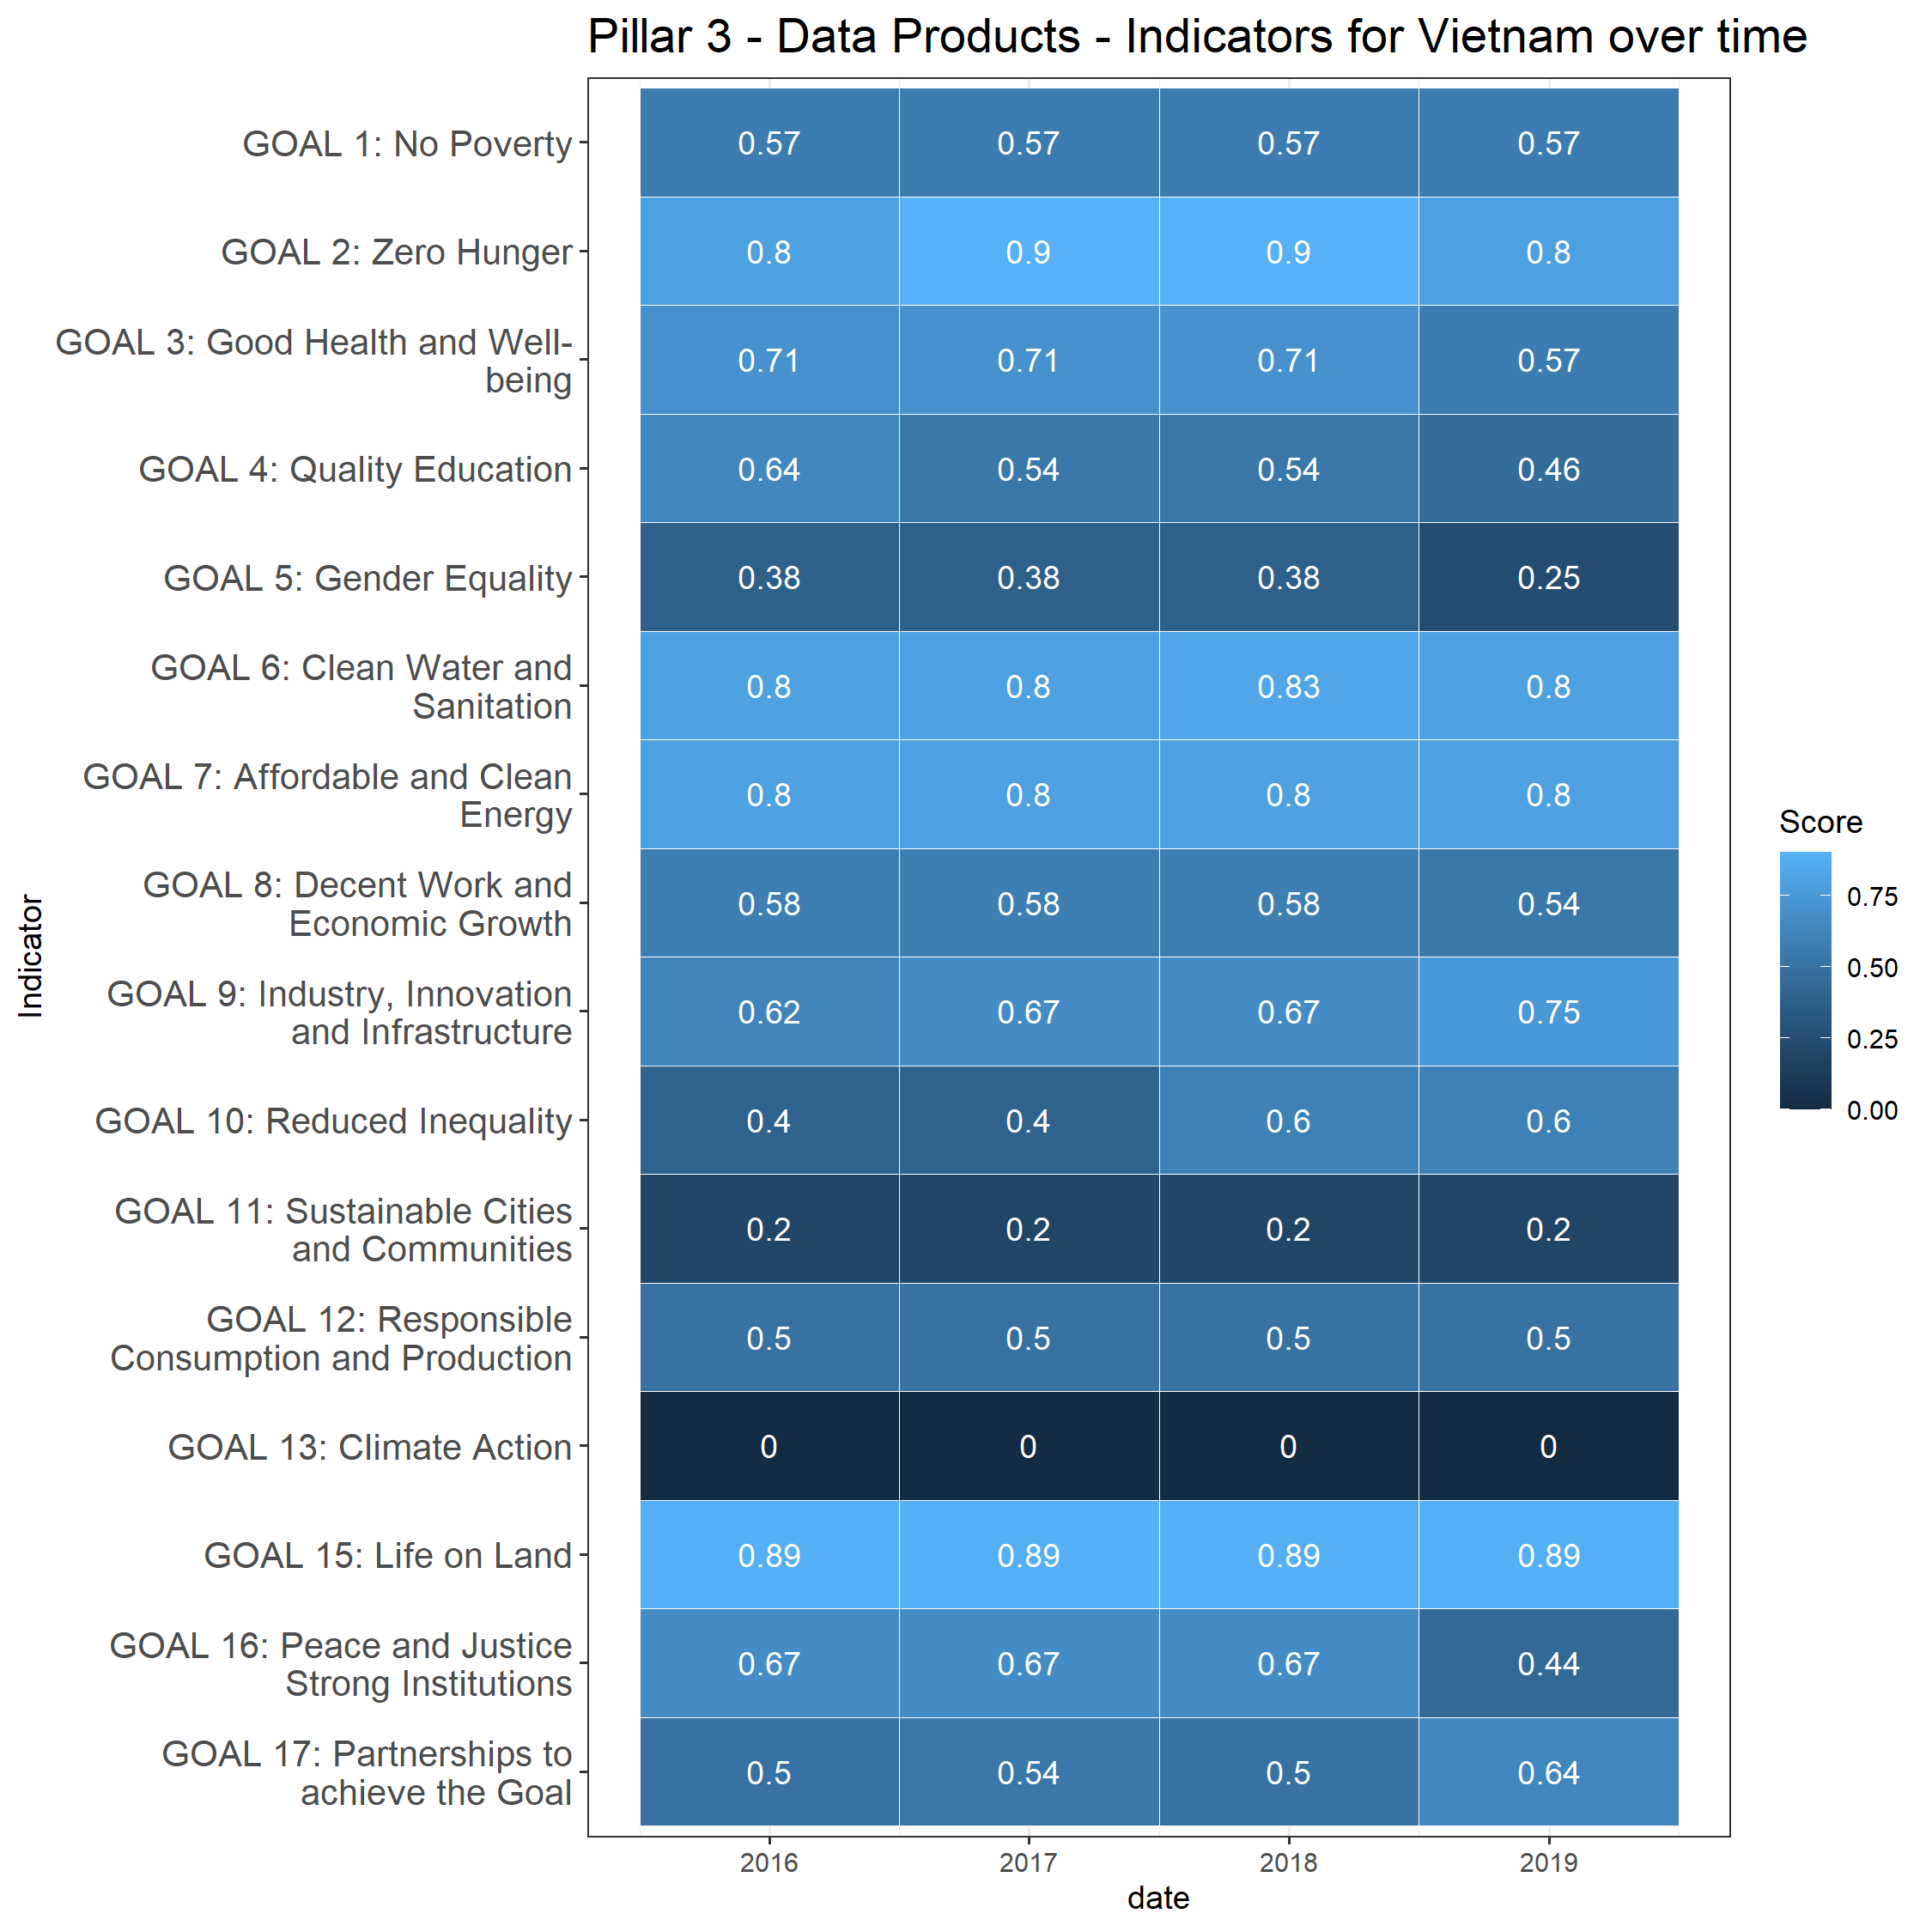 Pillar 3 - Data Products - Indicators for Vietnam over time
GOAL 1: No Poverty
0.57 0.57 0.57 0.57
GOAL 2: Zero Hunger
0.8 0.9 0.9 0.8
GOAL 3: Good Health and Well-
being
0.71 0.71 0.71 0.57
GOAL 4: Quality Education
0.64 0.54 0.54 0.46
GOAL 5: Gender Equality
0.38 0.38 0.38 0.25
GOAL 6: Clean Water and
Sanitation
0.8 0.8 0.83 0.8
GOAL 7: Affordable and Clean
Energy
0.8 0.8 0.8 0.8
GOAL 8: Decent Work and
Economic Growth
0.58 0.58 0.58 0.54
GOAL 9: Industry, Innovation
and Infrastructure
0.62 0.67 0.67 0.75
GOAL 10: Reduced Inequality
0.4 0.4 0.6 0.6
GOAL 11: Sustainable Cities
and Communities
0.2 0.2 0.2 0.2
GOAL 12: Responsible
Consumption and Production
0.5 0.5 0.5 0.5
GOAL 13: Climate Action
0 0 0 0
GOAL 15: Life on Land
0.89 0.89 0.89 0.89
GOAL 16: Peace and Justice
Strong Institutions
0.67 0.67 0.67 0.44
GOAL 17: Partnerships to
achieve the Goal
0.5 0.54 0.5 0.64
2016 2017 2018 2019
date
Indicator
Score
0.75
0.50
0.25
0.00